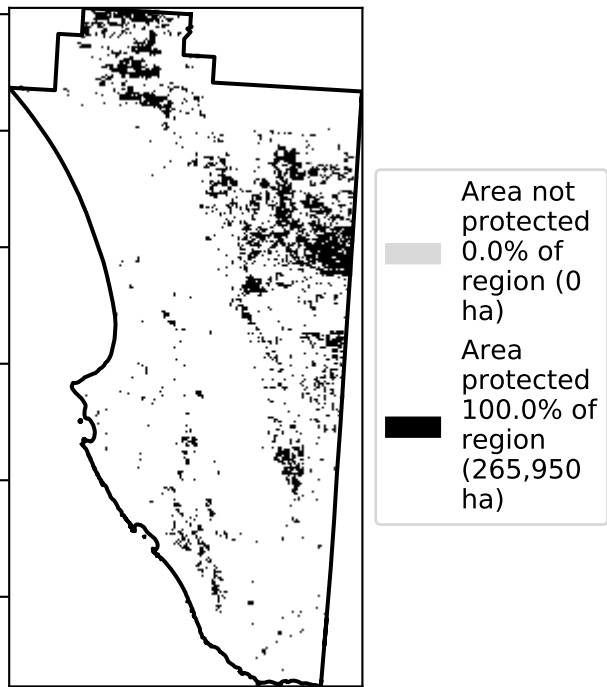 Area not
protected
0.0% of
region (0
ha)
Area
protected
100.0% of
region
(265,950
ha)